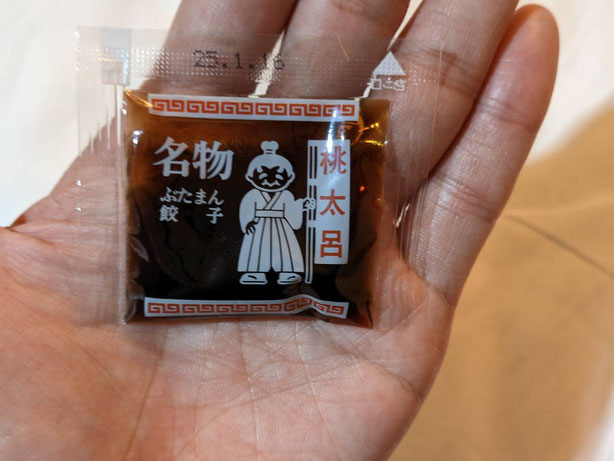 25.1.16
名物
ぶたまん
餃子
桃太呂